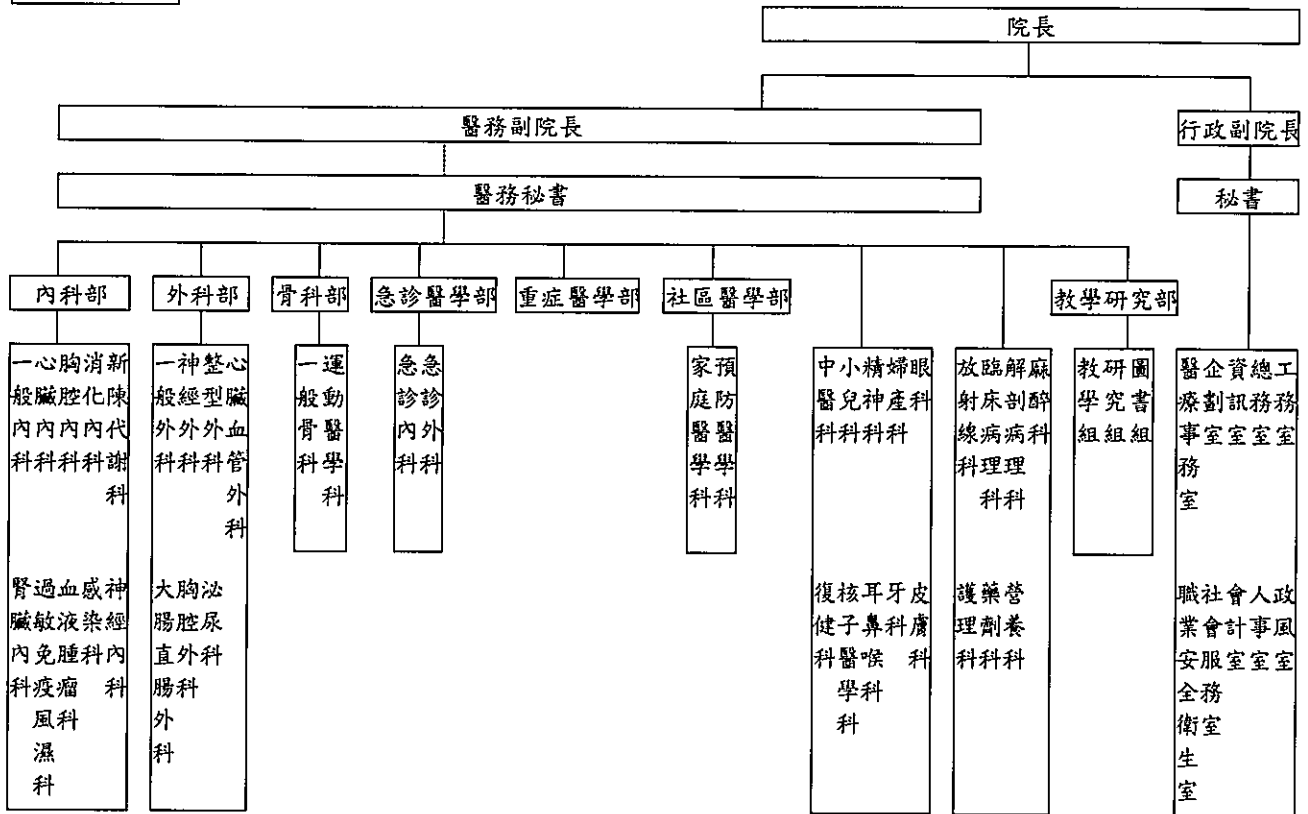 院長
醫務副院長
行政副院長
醫務秘書
秘書
內科部
外科部
骨科部
急診醫學部
重症醫學部
社區醫學部
教學研究部
一般內科
心臟內科
胸腔內科
消化內科
新陳代謝科
腎臟內科
過敏免疫風濕科
血液腫瘤科
感染科
神經內科
一般外科
神經外科
整型外科
心臟血管外科
大腸直腸外科
胸腔外科
泌尿科
一般骨科
運動醫學科
急診內科
急診外科
家庭醫學科
預防醫學科
中醫科
小兒科
精神科
婦產科
眼科
復健科
核子醫學科
耳鼻喉科
牙科
皮膚科
放射線科
臨床病理科
解剖病理科
麻醉科
護理科
藥劑科
營養科
教學組
研究組
圖書組
醫療事務室
企劃室
資訊室
總務室
工務室
職業安全衛生室
社會服務室
會計室
人事室
政風室